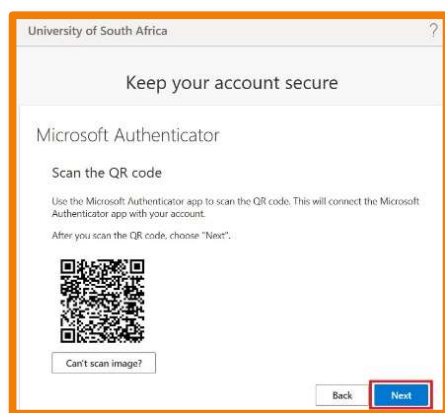 University of South Africa
?
Keep your account secure
Microsoft Authenticator
Scan the QR code
Use the Microsoft Authenticator app to scan the QR code. This will connect the Microsoft
Authenticator app with your account.
After you scan the QR code, choose "Next".
Can't scan image?
Back
Next